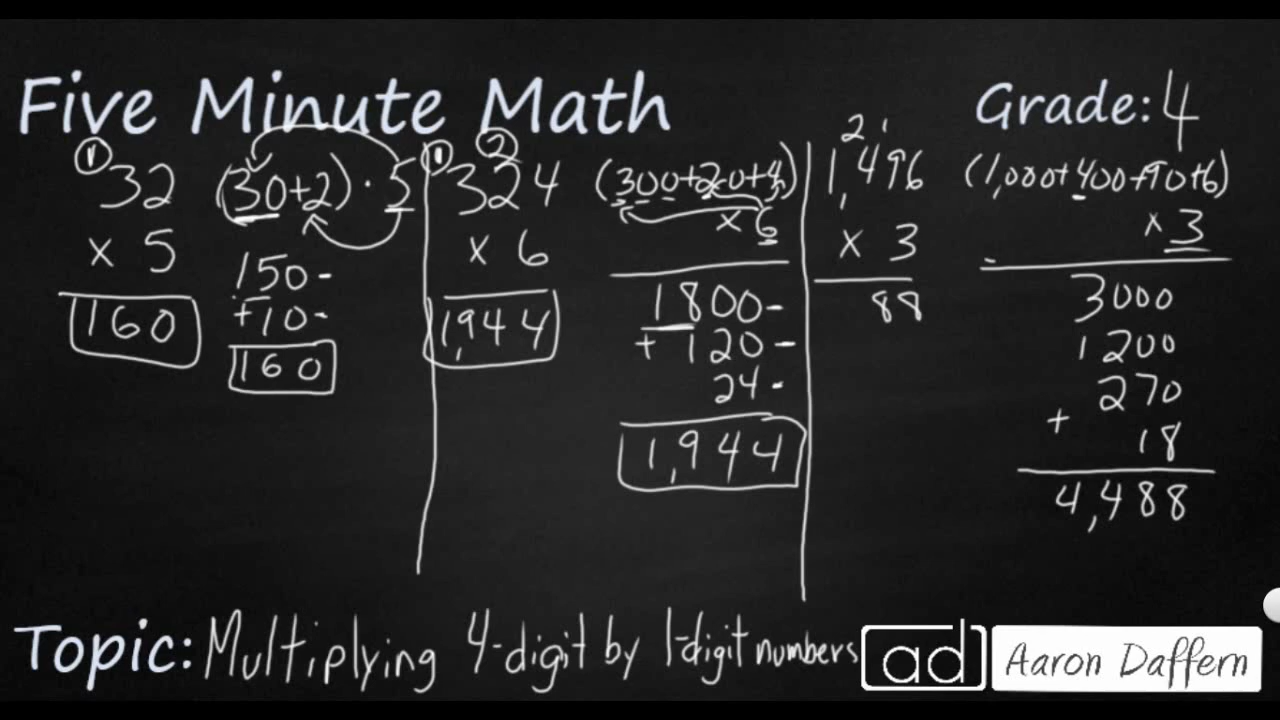 Five Minute Math
Grade: 4
1
32
x 5
160
(30+2) · 5
150-
+10-
160
1 2
324
x 6
1,944
(300+20+4)
x 6
1800-
+ 120-
24-
1,944
2 1
1,496
x 3
88
(1,000+400+90+6)
x 3
3000
1200
270
+ 18
4,488
Topic: Multiplying 4-digit by 1-digit numbers
ad Aaron Daffern